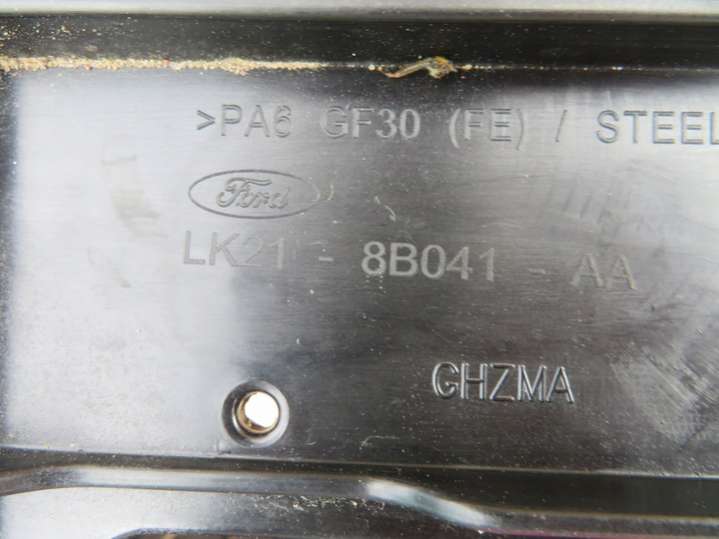 >PA6 GF30 (FE) / STEEL
Ford
LK21 - 8B041 - AA
GHZMA